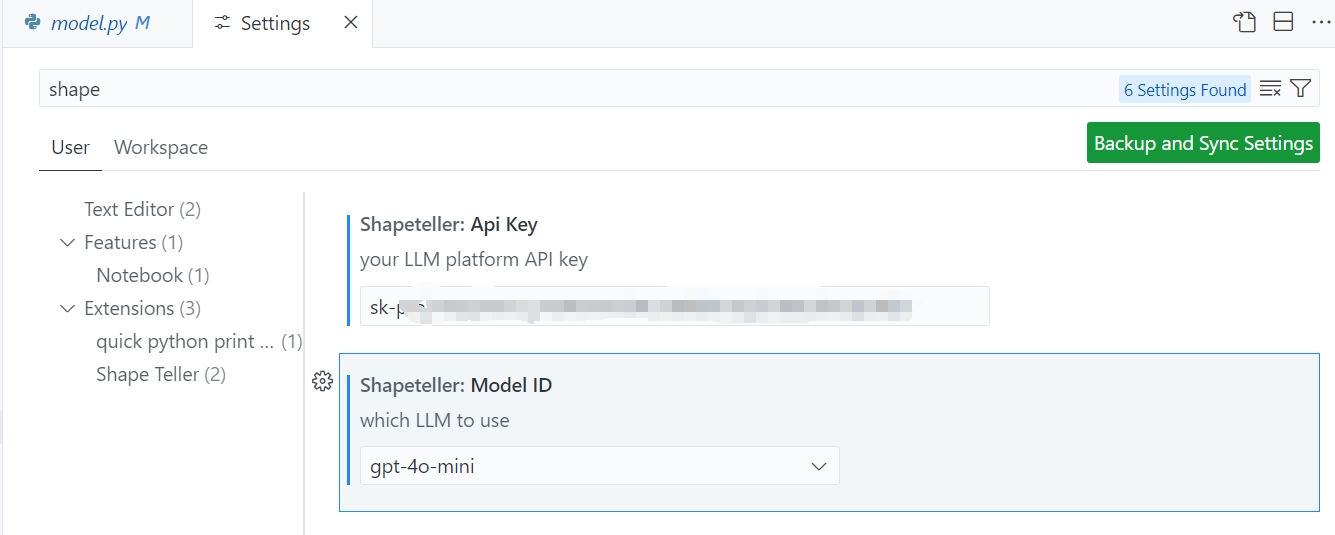 model.py M Settings
shape 6 Settings Found
User Workspace Backup and Sync Settings
Text Editor (2)
Features (1)
Notebook (1)
Extensions (3)
quick python print ... (1)
Shape Teller (2)
Shapeteller: Api Key
your LLM platform API key
sk-p
Shapeteller: Model ID
which LLM to use
gpt-4o-mini